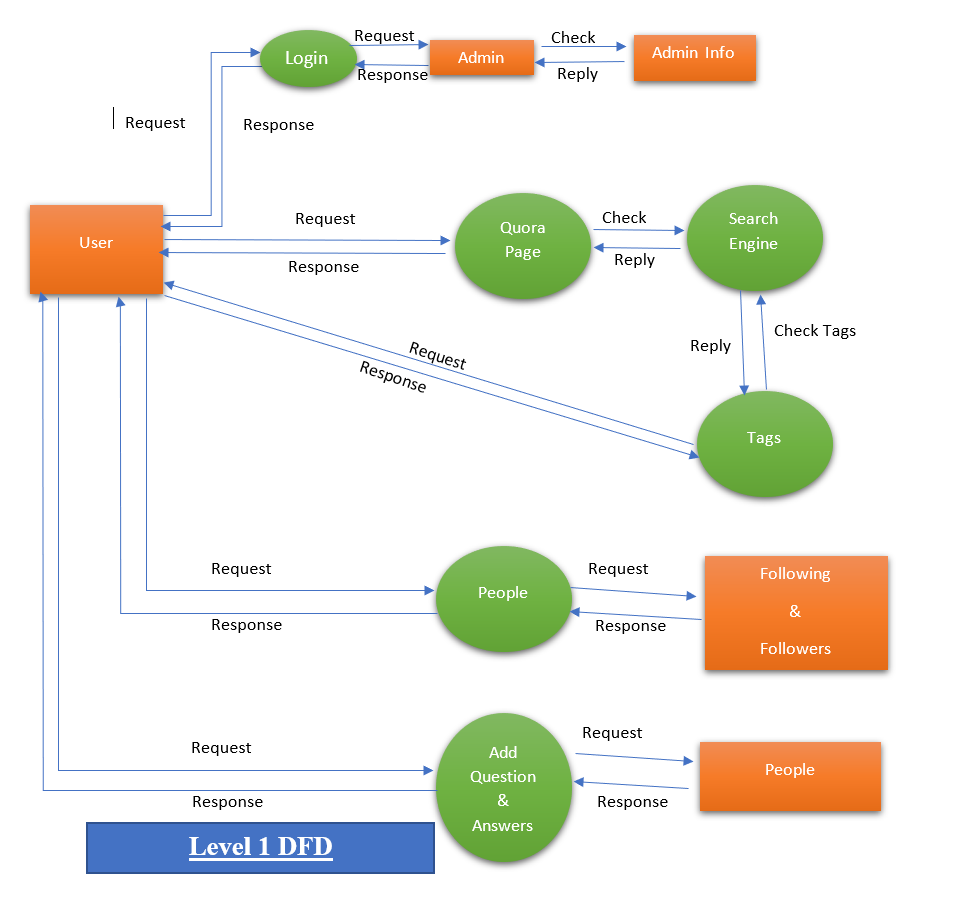 Request
Login
Admin
Response
Check
Reply
Admin Info
Request
Response
User
Request
Response
Quora
Page
Check
Reply
Search
Engine
Reply
Check Tags
Request
Response
Tags
Request
Response
People
Request
Response
Following
&
Followers
Request
Response
Add
Question
&
Answers
Request
Response
People
Level 1 DFD